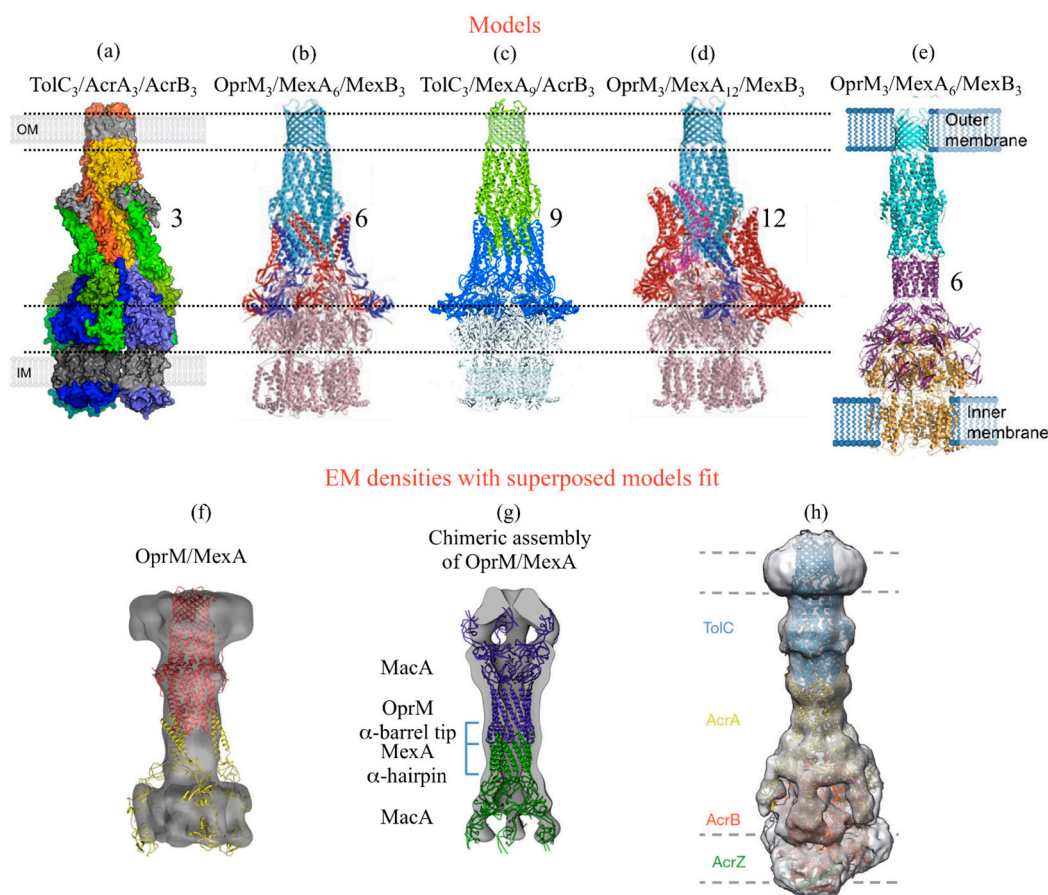 Models
(a)
TolC₃/AcrA₃/AcrB₃
(b)
OprM₃/MexA₆/MexB₃
(c)
TolC₃/MexA₉/AcrB₃
(d)
OprM₃/MexA₁₂/MexB₃
(e)
OprM₃/MexA₆/MexB₃
OM
Outer
membrane
3
6
9
12
6
IM
Inner
membrane
EM densities with superposed models fit
(f)
OprM/MexA
(g)
Chimeric assembly
of OprM/MexA
MacA
OprM
α-barrel tip
MexA
α-hairpin
MacA
(h)
TolC
AcrA
AcrB
AcrZ